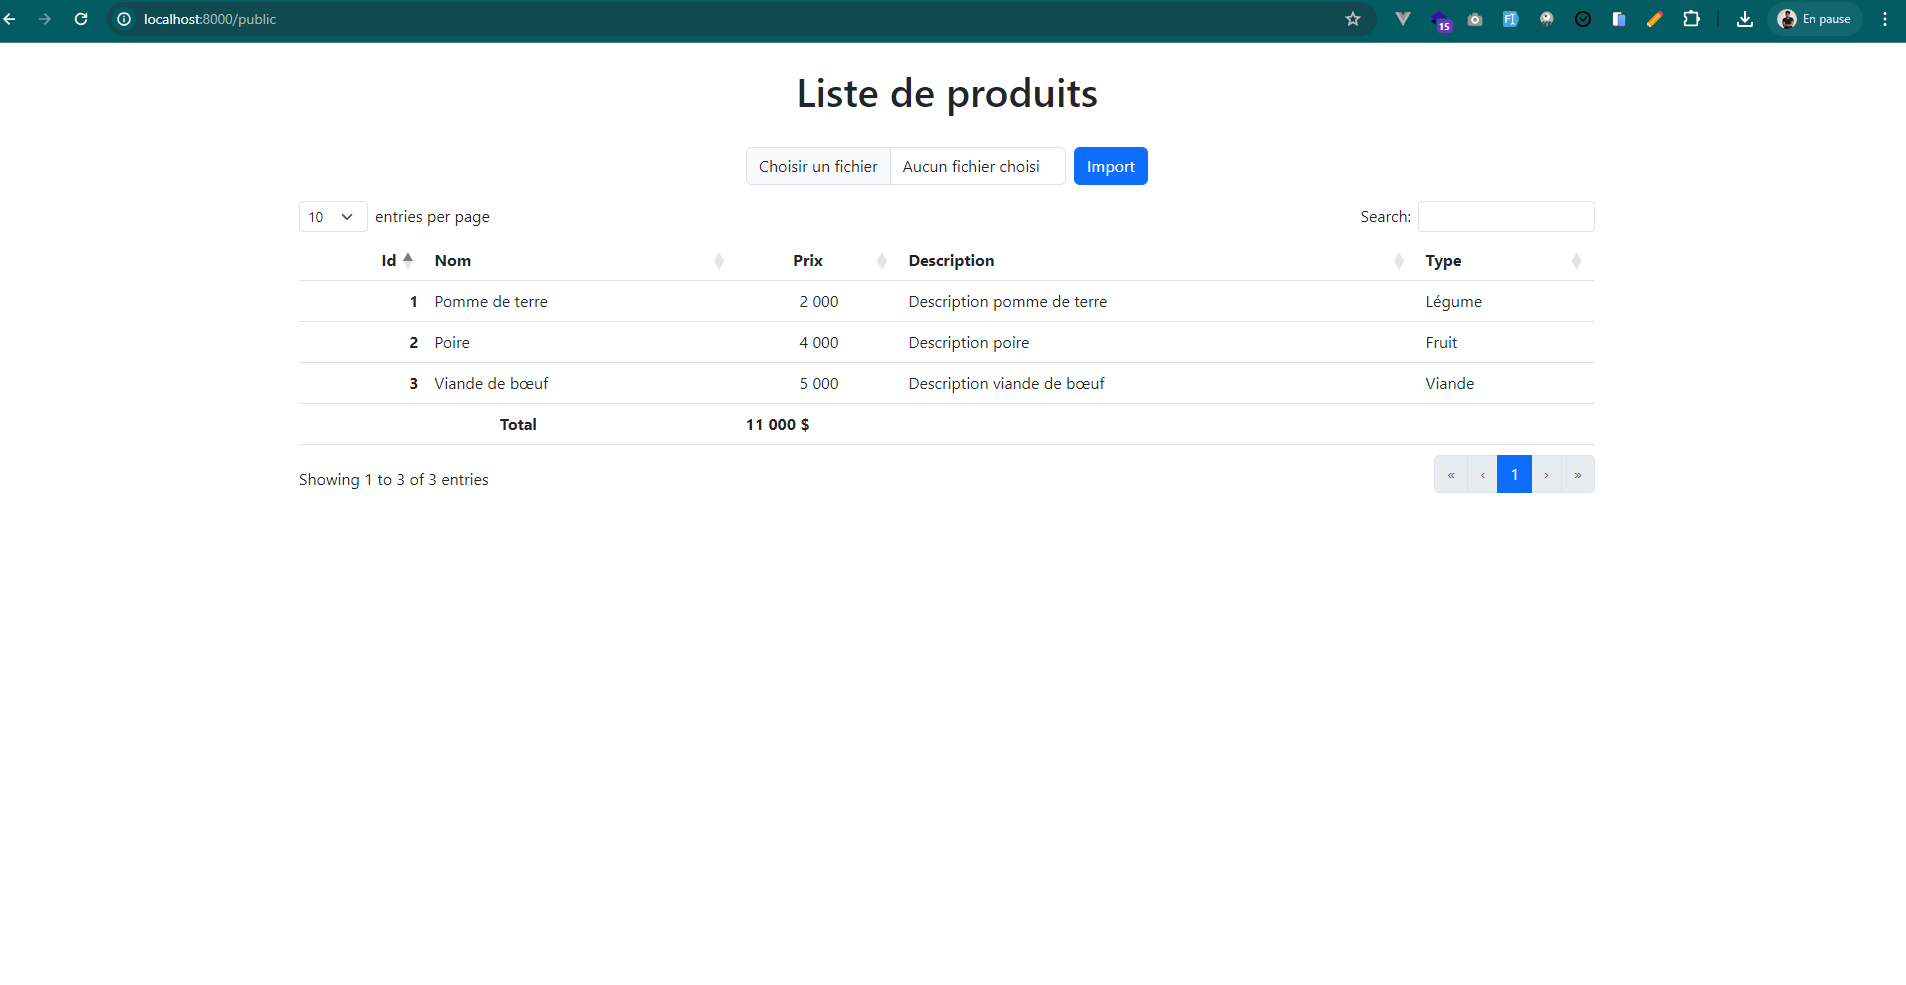 localhost:8000/public
15
En pause
Liste de produits
Choisir un fichier Aucun fichier choisi Import
10 entries per page Search:
Id Nom Prix Description Type
1 Pomme de terre 2 000 Description pomme de terre Légume
2 Poire 4 000 Description poire Fruit
3 Viande de bœuf 5 000 Description viande de bœuf Viande
Total 11 000 $
Showing 1 to 3 of 3 entries
« ‹ 1 › »